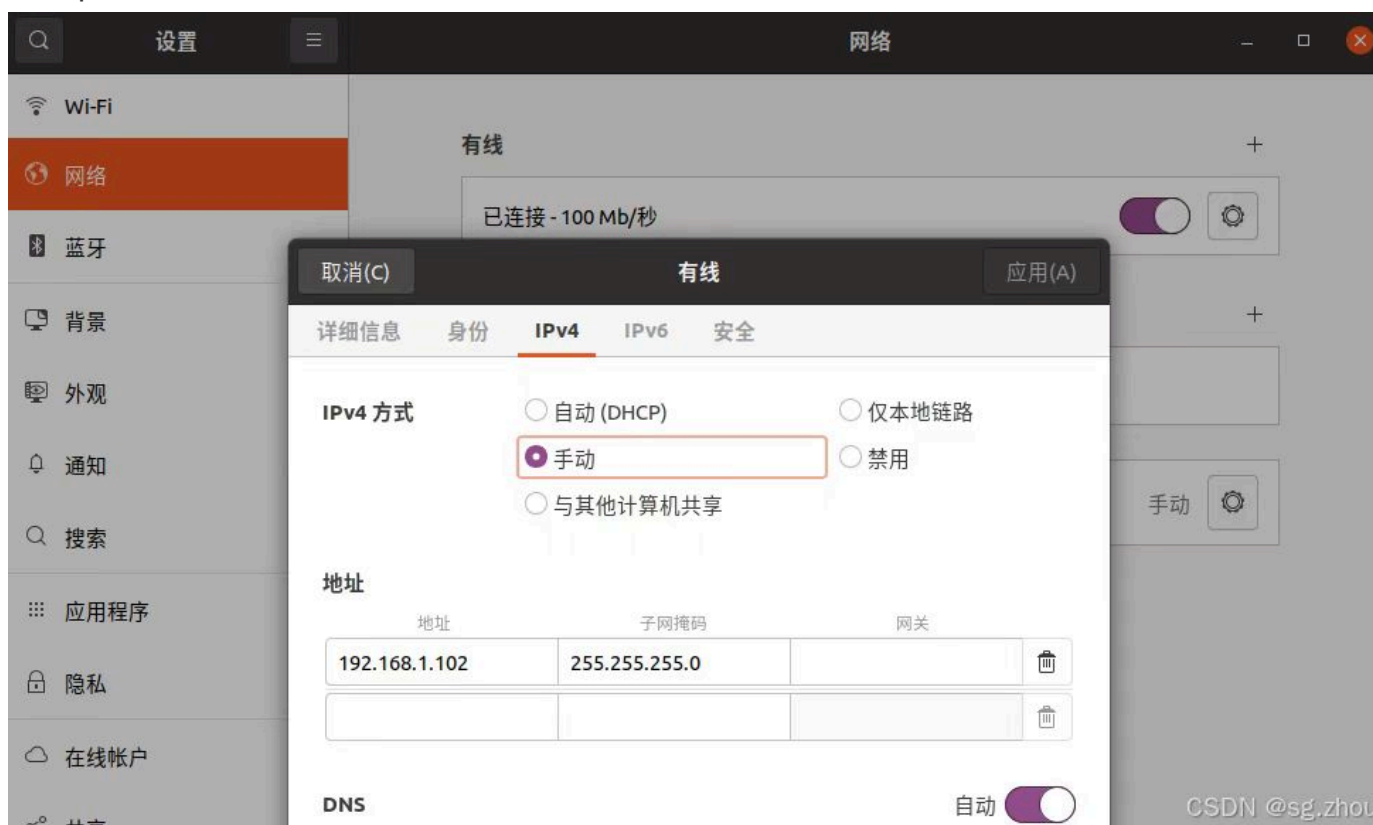 设置
网络
Wi-Fi
网络
蓝牙
背景
外观
通知
搜索
应用程序
隐私
在线帐户
有线
已连接 - 100 Mb/秒
取消(C)
有线
应用(A)
详细信息 身份 IPv4 IPv6 安全
IPv4 方式
自动 (DHCP)
仅本地链路
手动
禁用
与其他计算机共享
手动
地址
地址 子网掩码 网关
192.168.1.102 255.255.255.0
DNS
自动
CSDN @sg.zhou